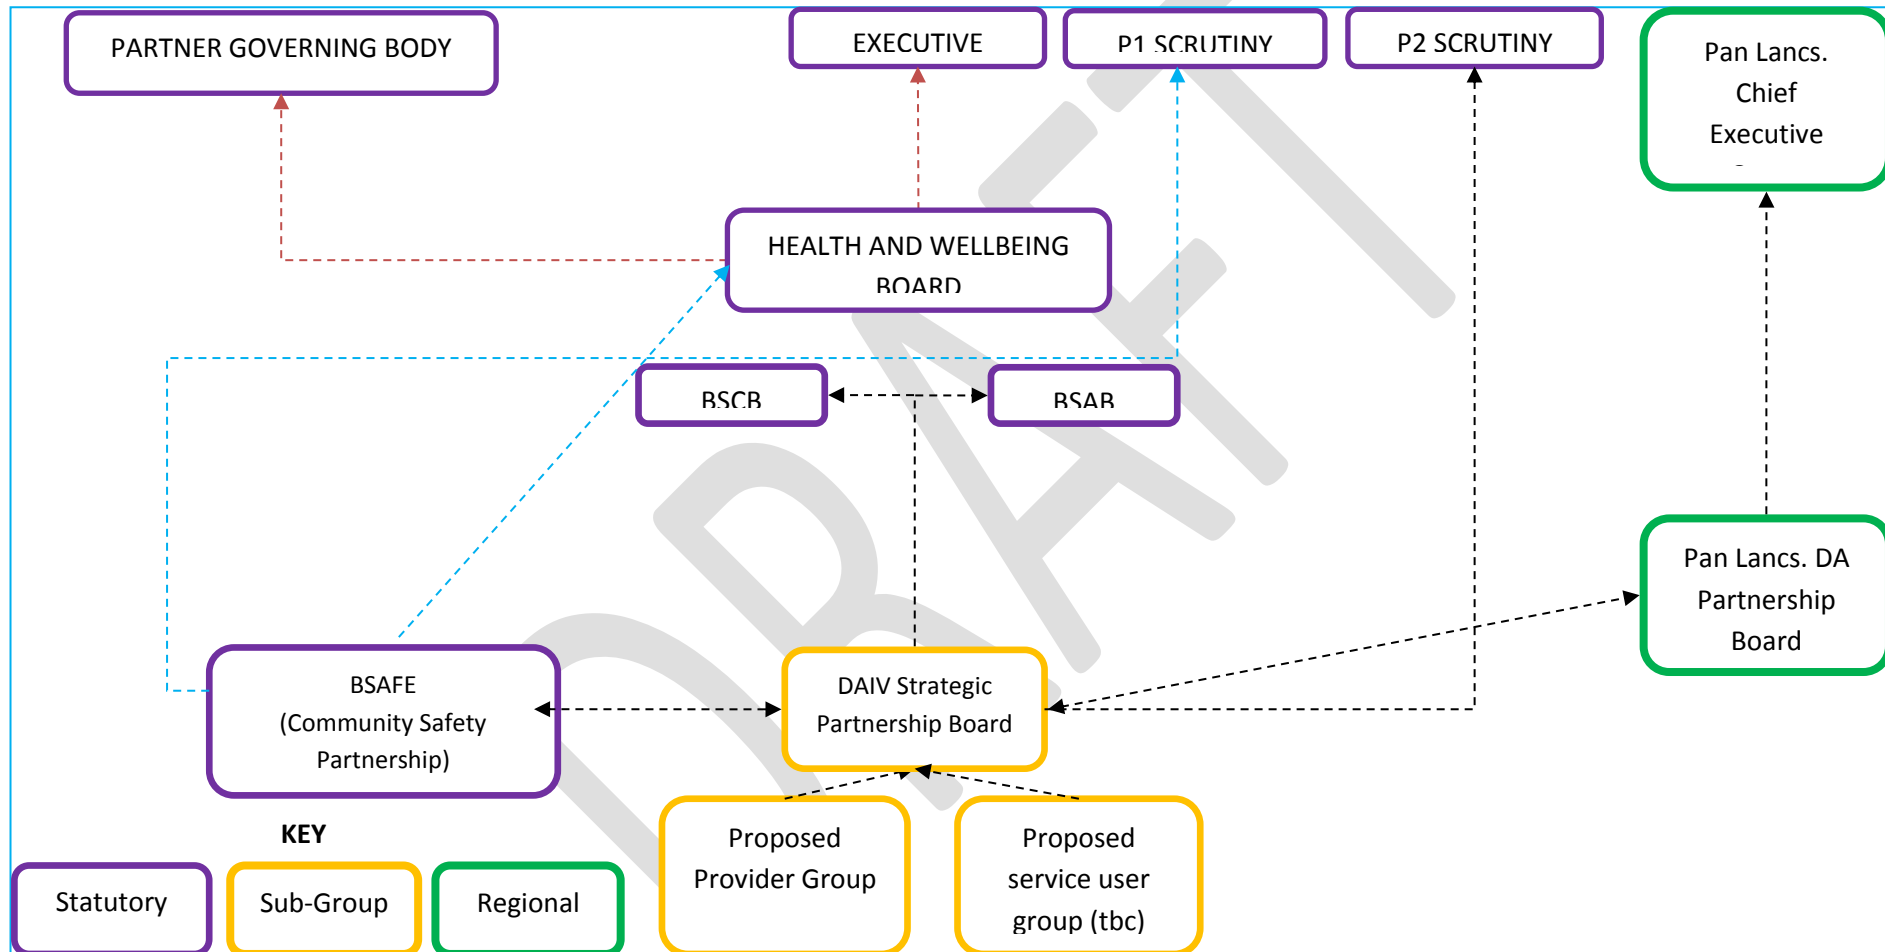 PARTNER GOVERNING BODY
EXECUTIVE
P1 SCRUTINY
P2 SCRUTINY
Pan Lancs.
Chief
Executive
HEALTH AND WELLBEING
BOARD
BSCB
BSAB
Pan Lancs. DA
Partnership
Board
BSAFE
(Community Safety
Partnership)
DAIV Strategic
Partnership Board
Proposed
Provider Group
Proposed
service user
group (tbc)
KEY
Statutory
Sub-Group
Regional
DRAFT